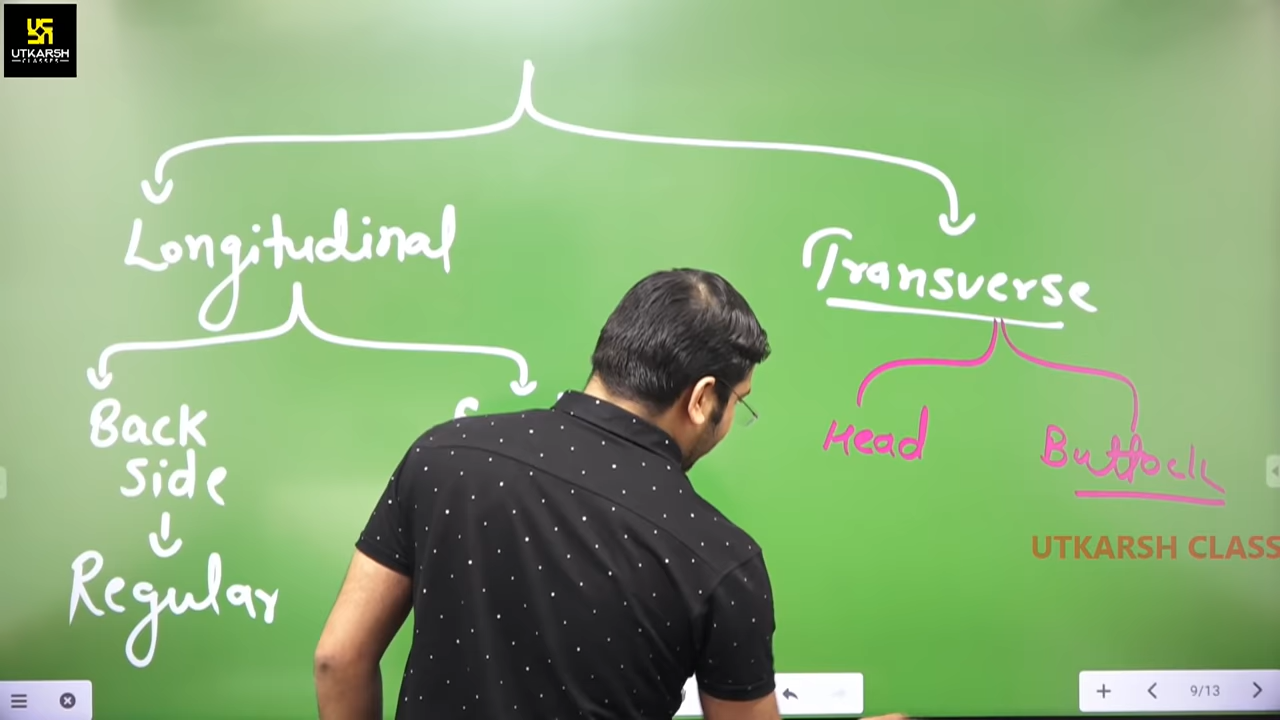 UTKARSH
CLASSES
Longitudinal
Transverse
Back
side
Head
Buttock
Regular
UTKARSH CLASS
9/13